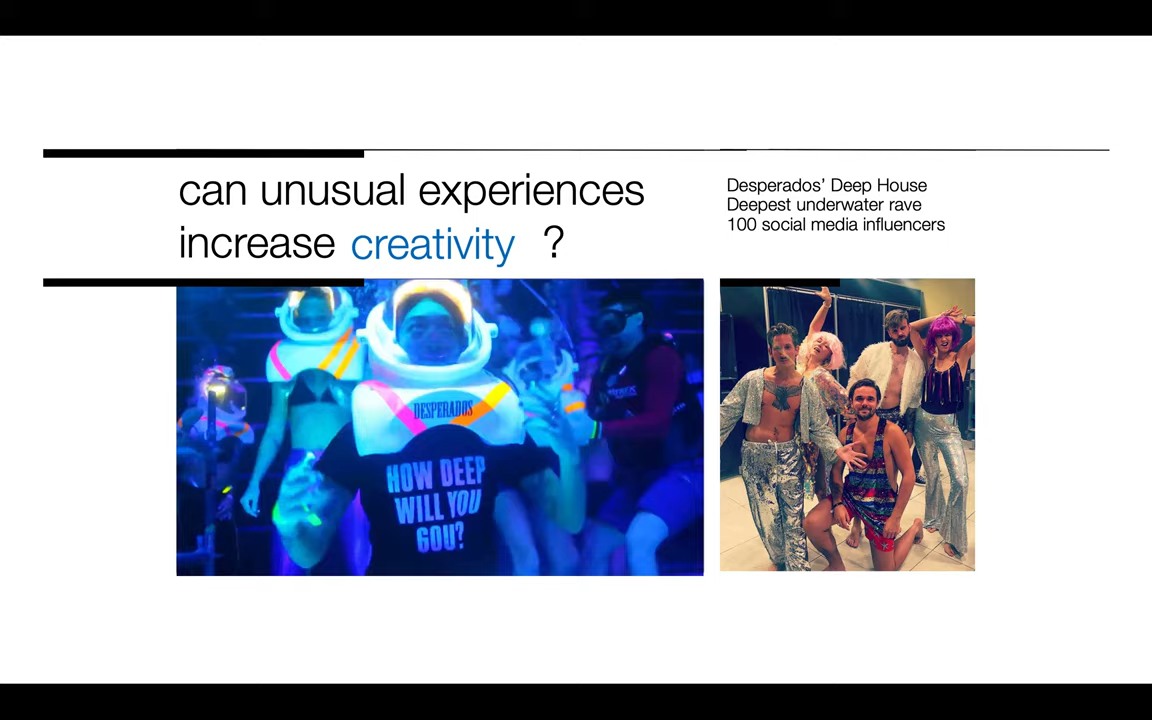 can unusual experiences
increase creativity ?
Desperados’ Deep House
Deepest underwater rave
100 social media influencers
DESPERADOS
HOW DEEP
WILL YOU
GOU?